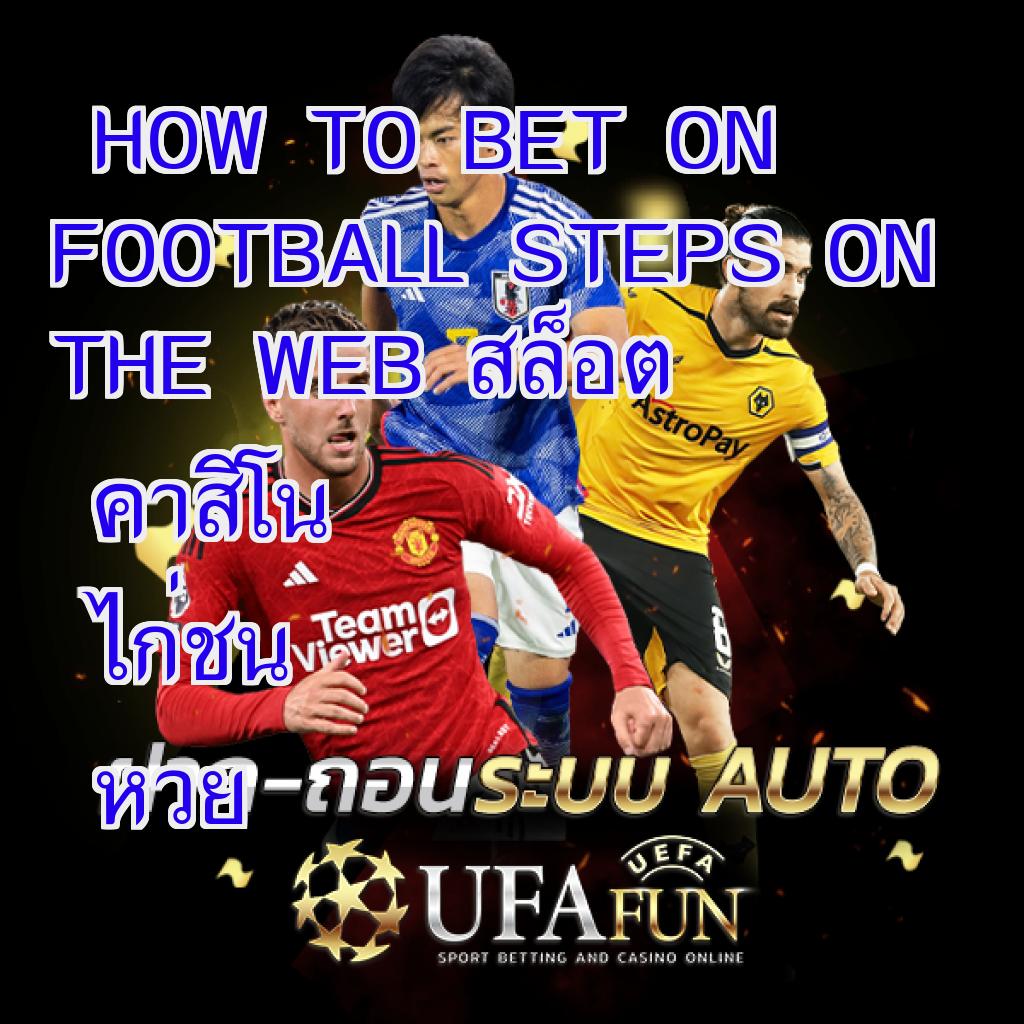 HOW TO BET ON
FOOTBALL STEPS ON
THE WEB สล็อต
คาสิโน
ไก่ชน
หวย
-ถอนระบบ AUTO
AstroPay
8
Team
Viewer
UEFA
UFAFUN
SPORT BETTING AND CASINO ONLINE